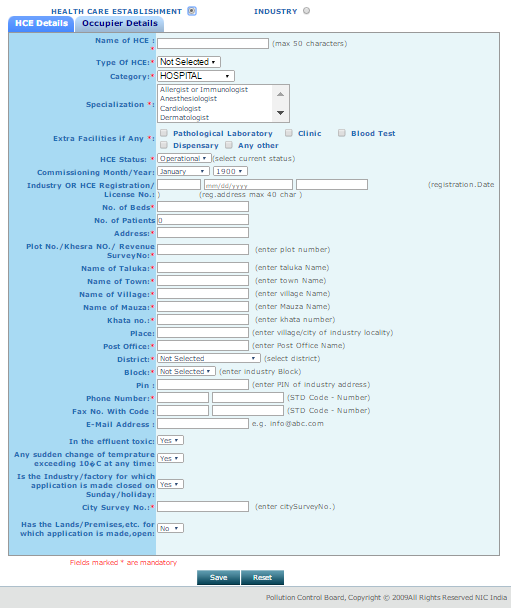 HEALTH CARE ESTABLISHMENT INDUSTRY
HCE Details Occupier Details
Name of HCE : * (max 50 characters)
Type Of HCE:* Not Selected
Category:* HOSPITAL
Specialization *: Allergist or Immunologist
Anesthesiologist
Cardiologist
Dermatologist
Extra Facilities if Any *: Pathological Laboratory Clinic Blood Test
Dispensary Any other
HCE Status: * Operational (select current status)
Commissioning Month/Year: January 1900
Industry OR HCE Registration/ mm/dd/yyyy (registration.Date
License No.: ) (reg.address max 40 char )
No. of Beds*
No. of Patients 0
Address:*
Plot No./Khesra NO./ Revenue
SurveyNo:* (enter plot number)
Name of Taluka:* (enter taluka Name)
Name of Town:* (enter town Name)
Name of Village:* (enter village Name)
Name of Mauza:* (enter Mauza Name)
Khata no.:* (enter khata number)
Place: (enter village/city of industry locality)
Post Office:* (enter Post Office Name)
District:* Not Selected (select district)
Block:* Not Selected (enter industry Block)
Pin : (enter PIN of industry address)
Phone Number:* (STD Code - Number)
Fax No. With Code : (STD Code - Number)
E-Mail Address : e.g. info@abc.com
In the effluent toxic: Yes
Any sudden change of temprature
exceeding 10�C at any time: Yes
Is the Industry/factory for which
application is made closed on Yes
Sunday/holiday:
City Survey No.:* (enter citySurveyNo.)
Has the Lands/Premises,etc. for
which application is made,open: No
Fields marked * are mandatory
Save Reset
Pollution Control Board, Copyright © 2009All Rights Reserved NIC India